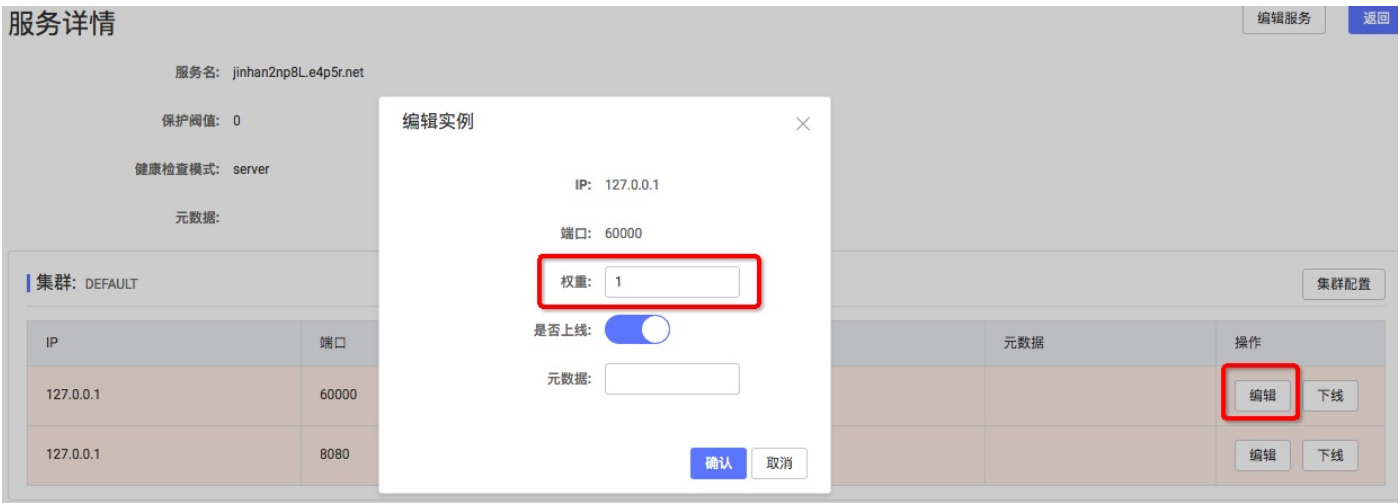 服务详情
编辑服务
返回
服务名: jinhan2np8L.e4p5r.net
保护阀值: 0
健康检查模式: server
元数据:
编辑实例
IP: 127.0.0.1
端口: 60000
权重: 1
是否上线:
元数据:
确认
取消
集群: DEFAULT
集群配置
IP 端口 元数据 操作
127.0.0.1 60000 编辑 下线
127.0.0.1 8080 编辑 下线